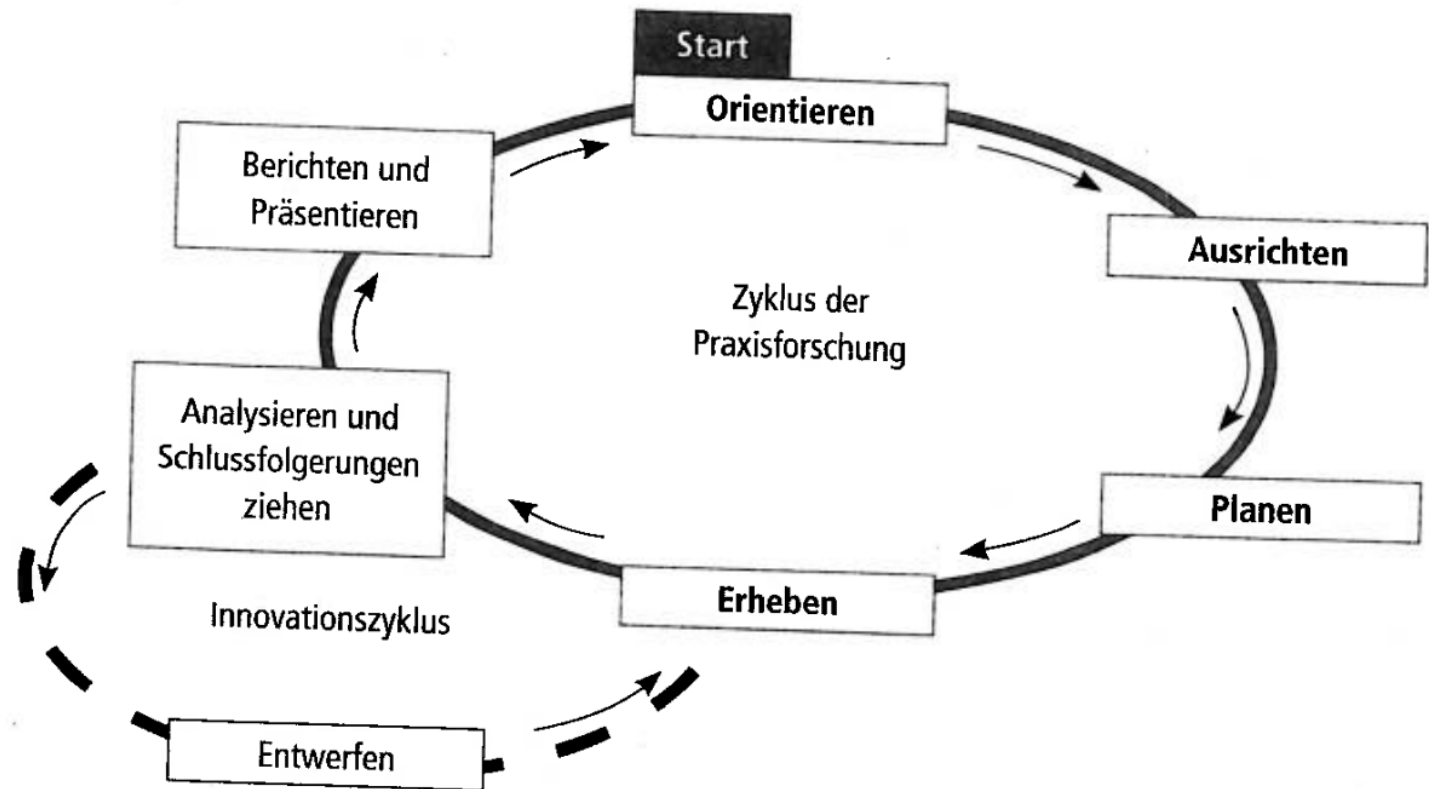 Start
Orientieren
Ausrichten
Planen
Erheben
Analysieren und
Schlussfolgerungen
ziehen
Berichten und
Präsentieren
Zyklus der
Praxisforschung
Innovationszyklus
Entwerfen